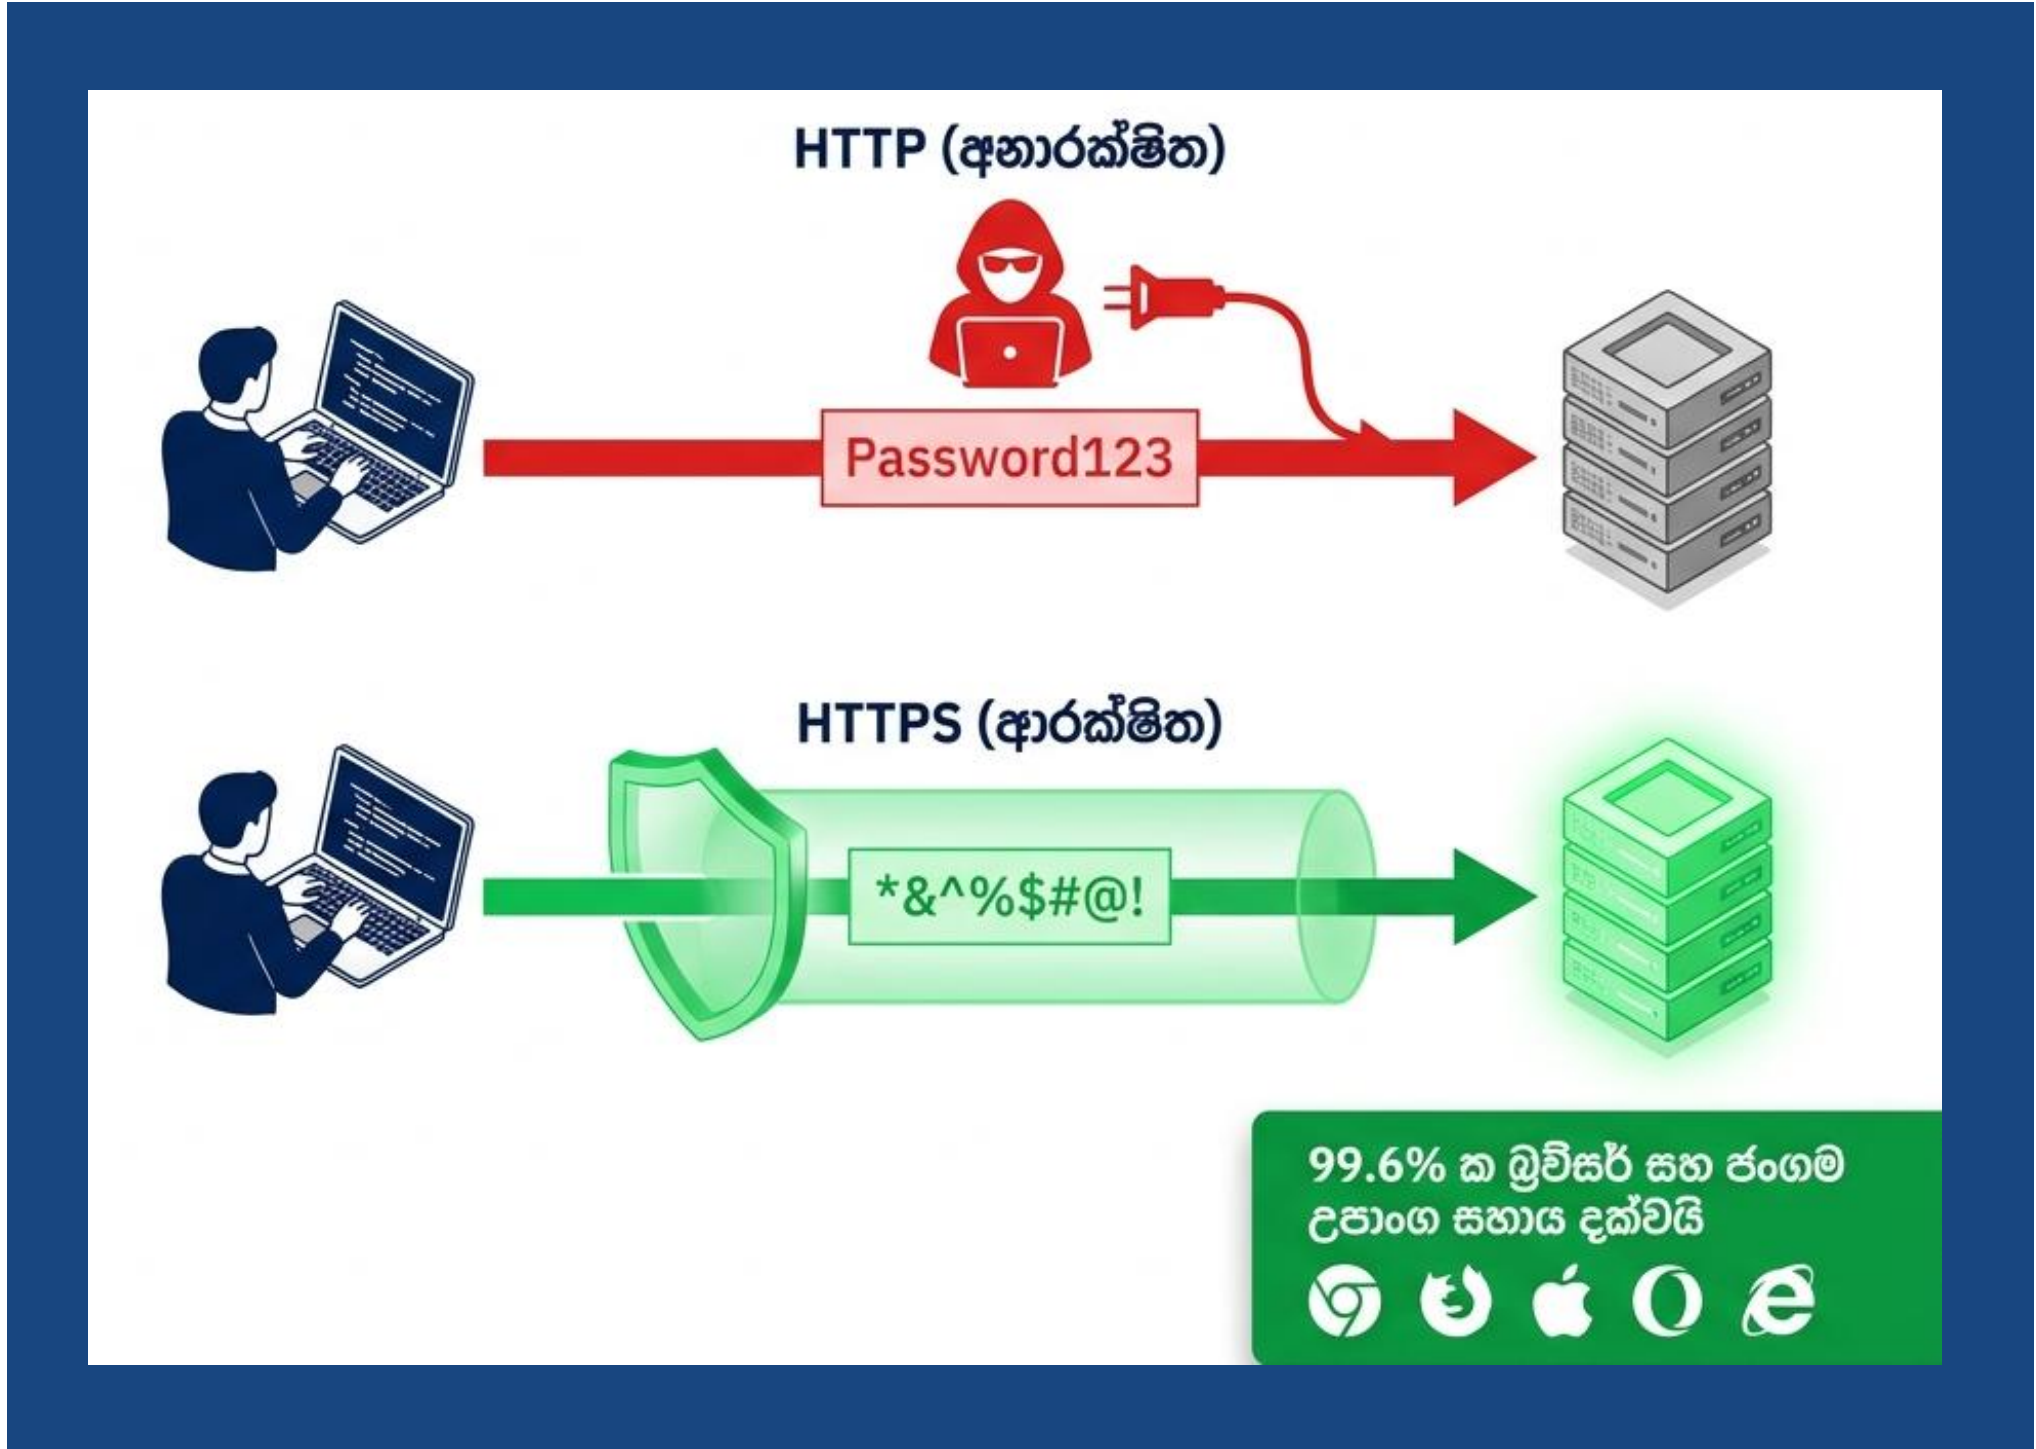 HTTP (අනාරක්ෂිත)
Password123
HTTPS (ආරක්ෂිත)
*&^%$#@!
99.6% ක බ්‍රව්සර් සහ ජංගම
උපාංග සහාය දක්වයි